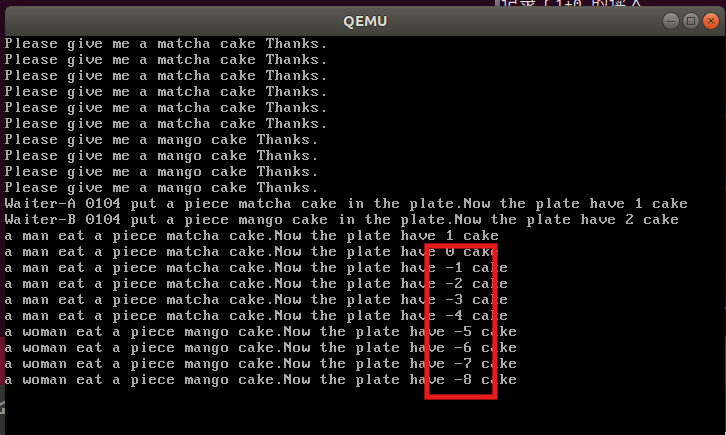 记录了1+0 的读入
QEMU
Please give me a matcha cake Thanks.
Please give me a matcha cake Thanks.
Please give me a matcha cake Thanks.
Please give me a matcha cake Thanks.
Please give me a matcha cake Thanks.
Please give me a matcha cake Thanks.
Please give me a mango cake Thanks.
Please give me a mango cake Thanks.
Please give me a mango cake Thanks.
Please give me a mango cake Thanks.
Waiter-A 0104 put a piece matcha cake in the plate.Now the plate have 1 cake
Waiter-B 0104 put a piece mango cake in the plate.Now the plate have 2 cake
a man eat a piece matcha cake.Now the plate have 1 cake
a man eat a piece matcha cake.Now the plate have 0 cake
a man eat a piece matcha cake.Now the plate have -1 cake
a man eat a piece matcha cake.Now the plate have -2 cake
a man eat a piece matcha cake.Now the plate have -3 cake
a man eat a piece matcha cake.Now the plate have -4 cake
a woman eat a piece mango cake.Now the plate have -5 cake
a woman eat a piece mango cake.Now the plate have -6 cake
a woman eat a piece mango cake.Now the plate have -7 cake
a woman eat a piece mango cake.Now the plate have -8 cake